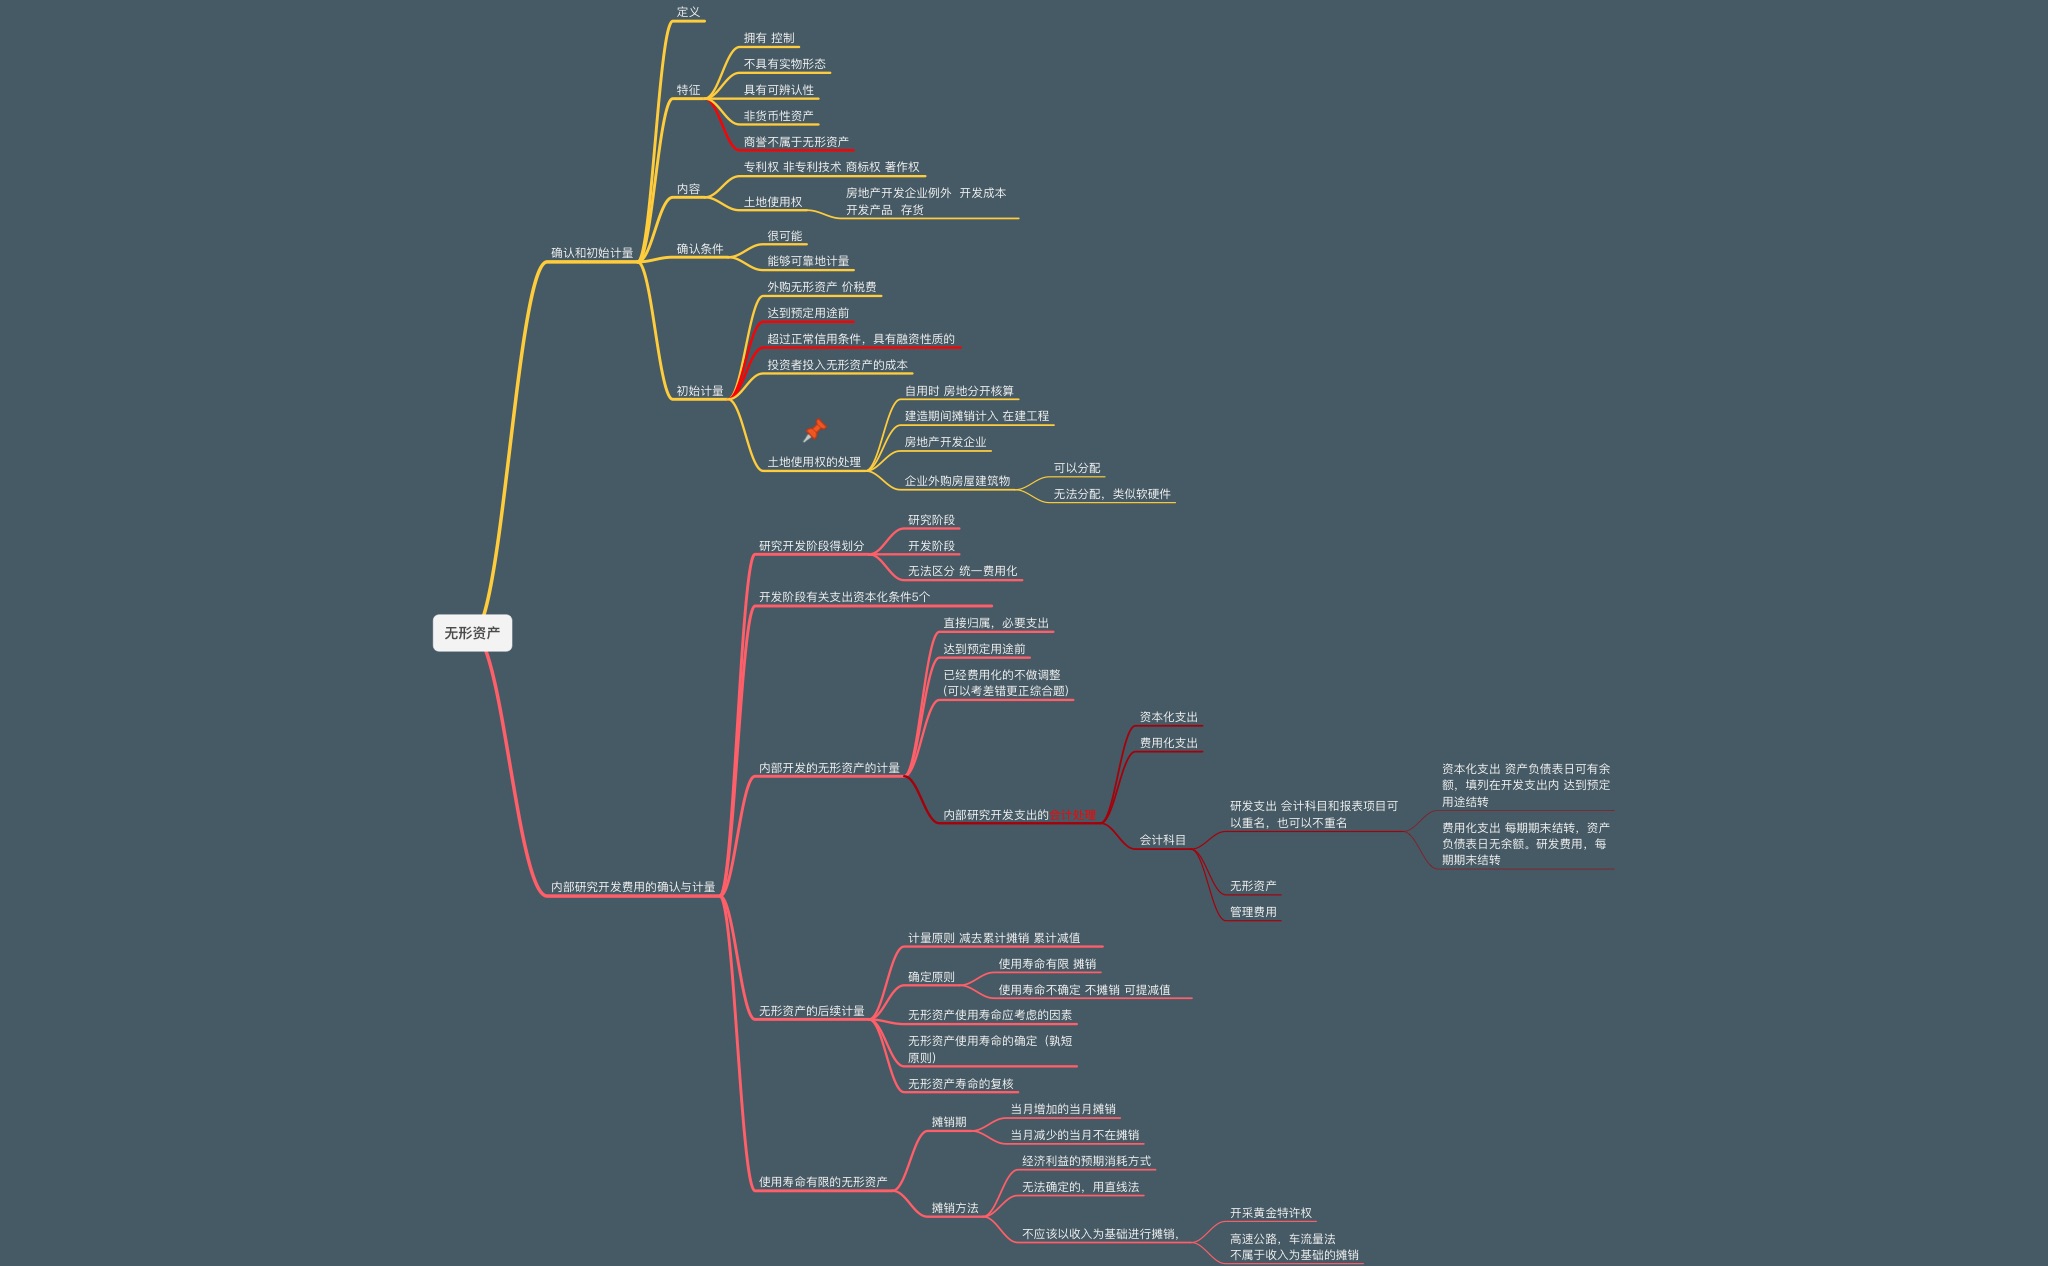 无形资产
确认和初始计量
定义
特征
拥有 控制
不具有实物形态
具有可辨认性
非货币性资产
商誉不属于无形资产
内容
专利权 非专利技术 商标权 著作权
土地使用权
房地产开发企业例外 开发成本
开发产品 存货
确认条件
很可能
能够可靠地计量
初始计量
外购无形资产 价税费
达到预定用途前
超过正常信用条件，具有融资性质的
投资者投入无形资产的成本
土地使用权的处理
自用时 房地分开核算
建造期间摊销计入 在建工程
房地产开发企业
企业外购房屋建筑物
可以分配
无法分配，类似软硬件
内部研究开发费用的确认与计量
研究开发阶段得划分
研究阶段
开发阶段
无法区分 统一费用化
开发阶段有关支出资本化条件5个
内部开发的无形资产的计量
直接归属，必要支出
达到预定用途前
已经费用化的不做调整
(可以考差错更正综合题)
内部研究开发支出的会计处理
资本化支出
费用化支出
会计科目
研发支出 会计科目和报表项目可
以重名，也可以不重名
资本化支出 资产负债表日可有余
额，填列在开发支出内 达到预定
用途结转
费用化支出 每期期末结转，资产
负债表日无余额。研发费用，每
期期末结转
无形资产
管理费用
无形资产的后续计量
计量原则 减去累计摊销 累计减值
确定原则
使用寿命有限 摊销
使用寿命不确定 不摊销 可提减值
无形资产使用寿命应考虑的因素
无形资产使用寿命的确定（孰短
原则）
无形资产寿命的复核
使用寿命有限的无形资产
摊销期
当月增加的当月摊销
当月减少的当月不在摊销
摊销方法
经济利益的预期消耗方式
无法确定的，用直线法
不应该以收入为基础进行摊销，
开采黄金特许权
高速公路，车流量法
不属于收入为基础的摊销